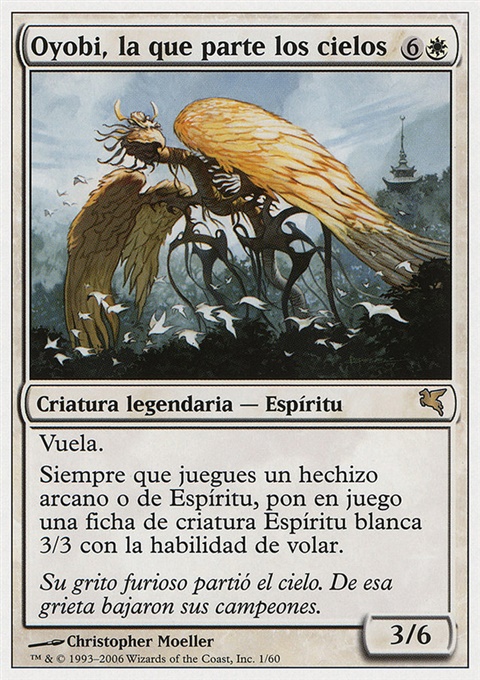 Oyobi, la que parte los cielos 6
Criatura legendaria — Espíritu
Vuela.
Siempre que juegues un hechizo
arcano o de Espíritu, pon en juego
una ficha de criatura Espíritu blanca
3/3 con la habilidad de volar.
Su grito furioso partió el cielo. De esa
grieta bajaron sus campeones.
Christopher Moeller
3/6
™ & © 1993–2006 Wizards of the Coast, Inc. 1/60